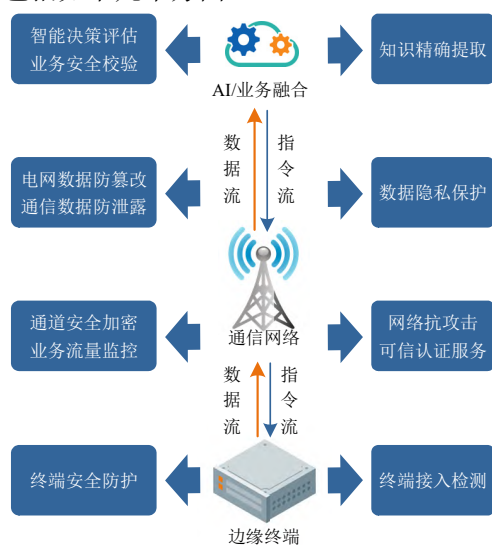 智能决策评估
业务安全校验
知识精确提取
AI/业务融合
数据流
指令流
电网数据防篡改
通信数据防泄露
数据隐私保护
通道安全加密
业务流量监控
通信网络
网络抗攻击
可信认证服务
数据流
指令流
终端安全防护
终端接入检测
边缘终端